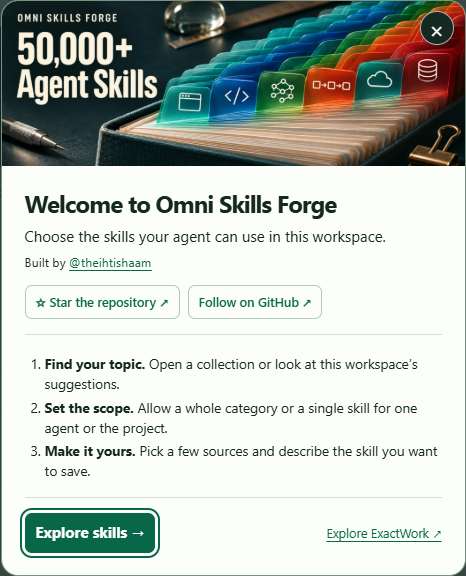 OMNI SKILLS FORGE
50,000+
Agent Skills
Welcome to Omni Skills Forge
Choose the skills your agent can use in this workspace.
Built by @theihtishaam
☆ Star the repository ↗
Follow on GitHub ↗
1. Find your topic. Open a collection or look at this workspace's
suggestions.
2. Set the scope. Allow a whole category or a single skill for one
agent or the project.
3. Make it yours. Pick a few sources and describe the skill you want
to save.
Explore skills →
Explore ExactWork ↗